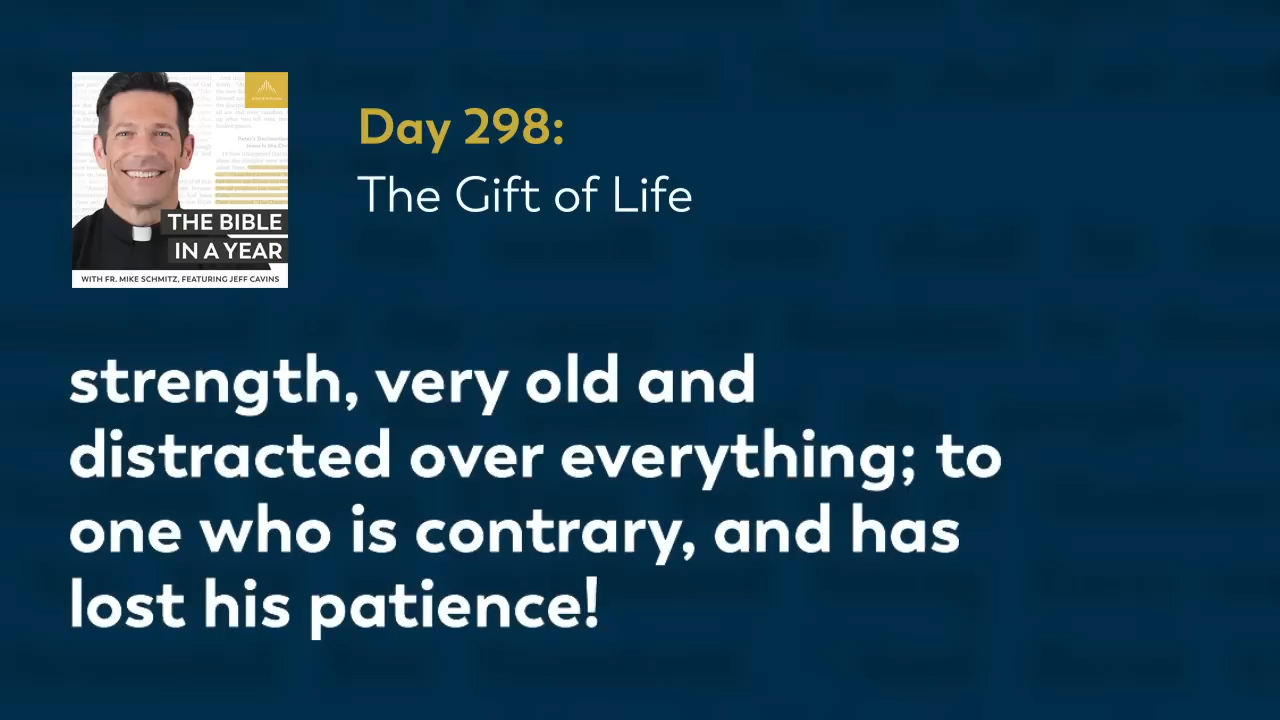 THE BIBLE
IN A YEAR
WITH FR. MIKE SCHMITZ, FEATURING JEFF CAVINS
Day 298:
The Gift of Life
strength, very old and
distracted over everything; to
one who is contrary, and has
lost his patience!